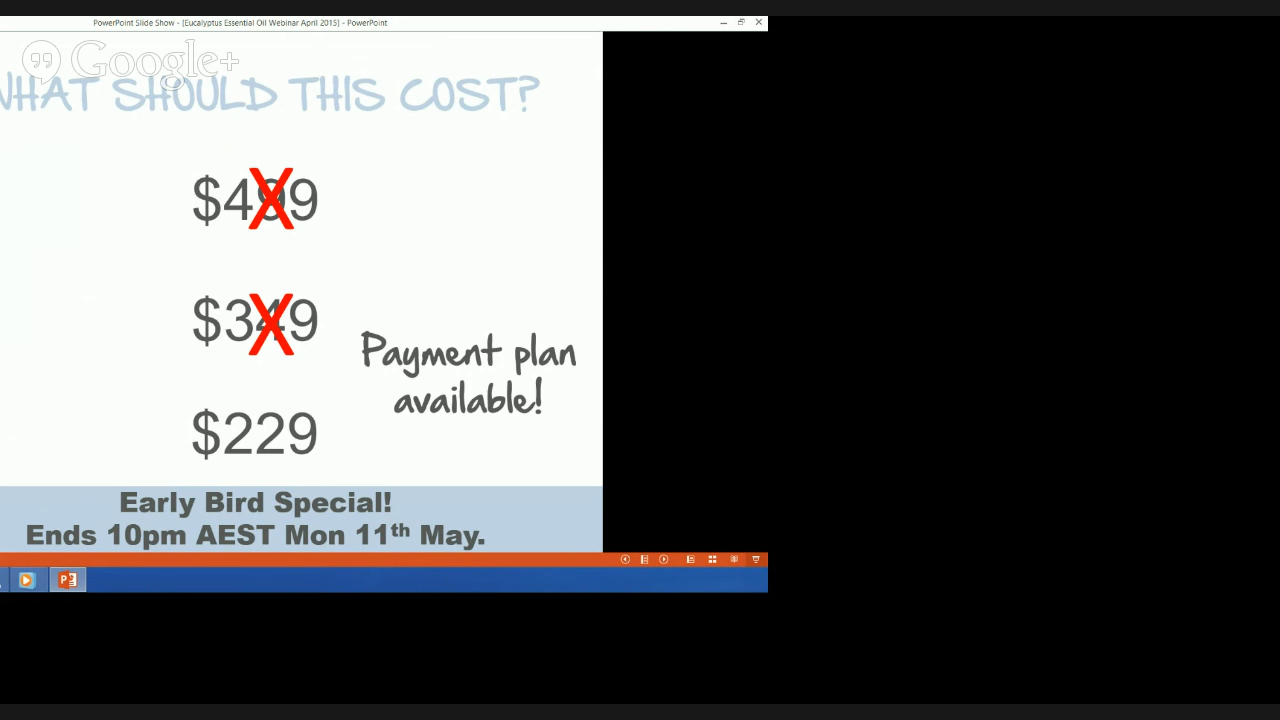 PowerPoint Slide Show - [Eucalyptus Essential Oil Webinar April 2015] - PowerPoint
Google+
WHAT SHOULD THIS COST?
$499
X
$349
X
Payment plan
available!
$229
Early Bird Special!
Ends 10pm AEST Mon 11th May.